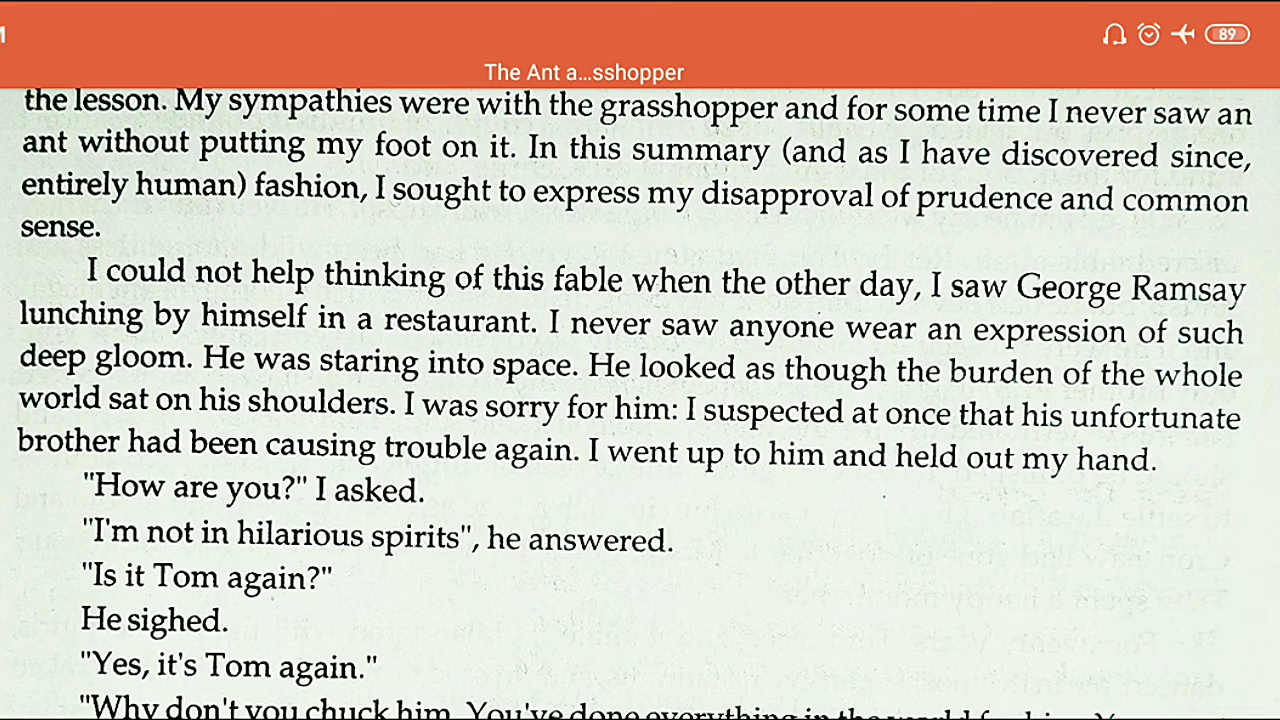 89
The Ant a...sshopper
the lesson. My sympathies were with the grasshopper and for some time I never saw an
ant without putting my foot on it. In this summary (and as I have discovered since,
entirely human) fashion, I sought to express my disapproval of prudence and common
sense.
I could not help thinking of this fable when the other day, I saw George Ramsay
lunching by himself in a restaurant. I never saw anyone wear an expression of such
deep gloom. He was staring into space. He looked as though the burden of the whole
world sat on his shoulders. I was sorry for him: I suspected at once that his unfortunate
brother had been causing trouble again. I went up to him and held out my hand.
"How are you?" I asked.
"I'm not in hilarious spirits", he answered.
"Is it Tom again?"
He sighed.
"Yes, it's Tom again."
"Why don't you chuck him. You've done everything in the world